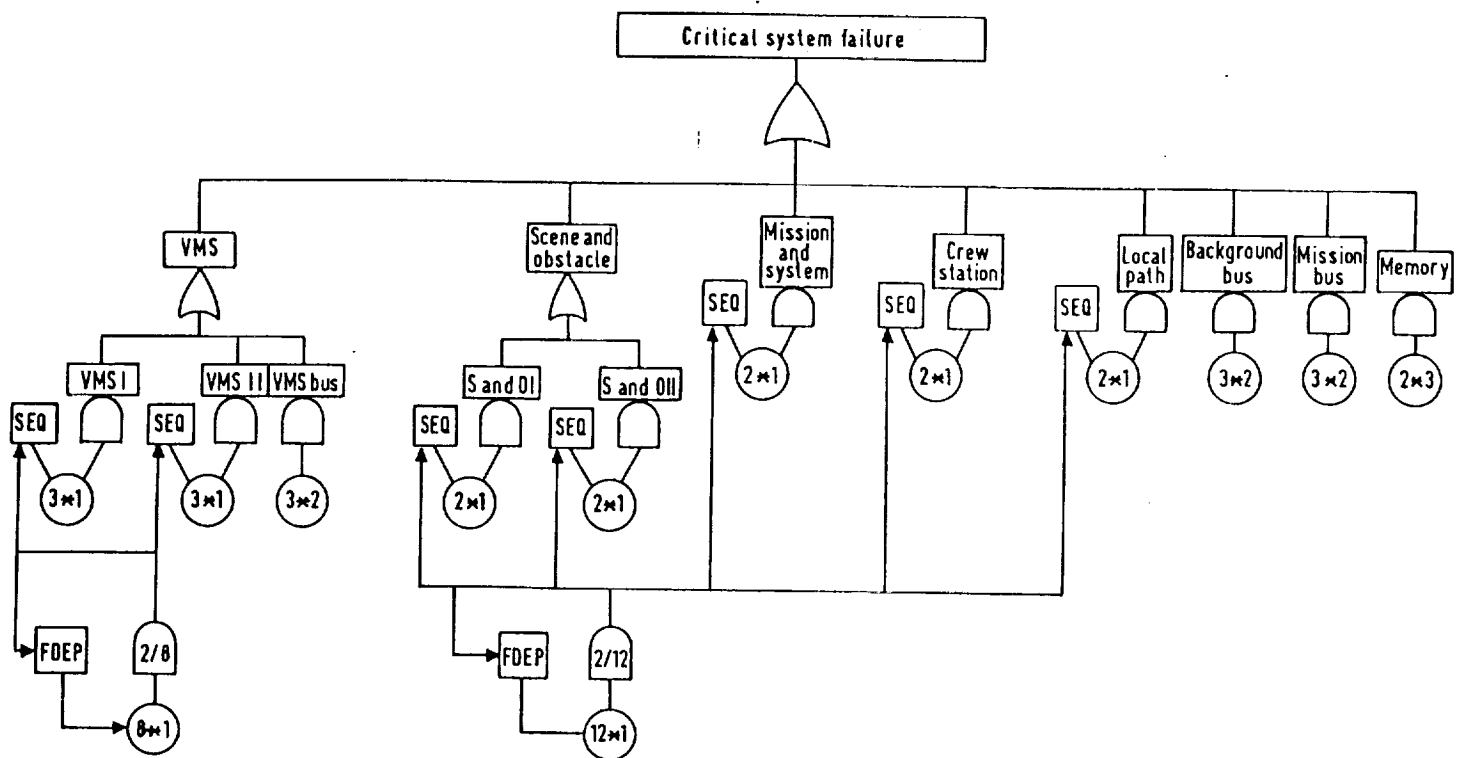 Critical system failure
VMS
Scene and
obstacle
Mission
and
system
Crew
station
Local
path
Background
bus
Mission
bus
Memory
SEQ
SEQ
SEQ
2*1
2*1
2*1
3*2
3*2
2*3
VMS I
VMS II
VMS bus
S and OI
S and OII
SEQ
SEQ
SEQ
SEQ
3*1
3*1
3*2
2*1
2*1
FDEP
2/8
FDEP
2/12
8*1
12*1